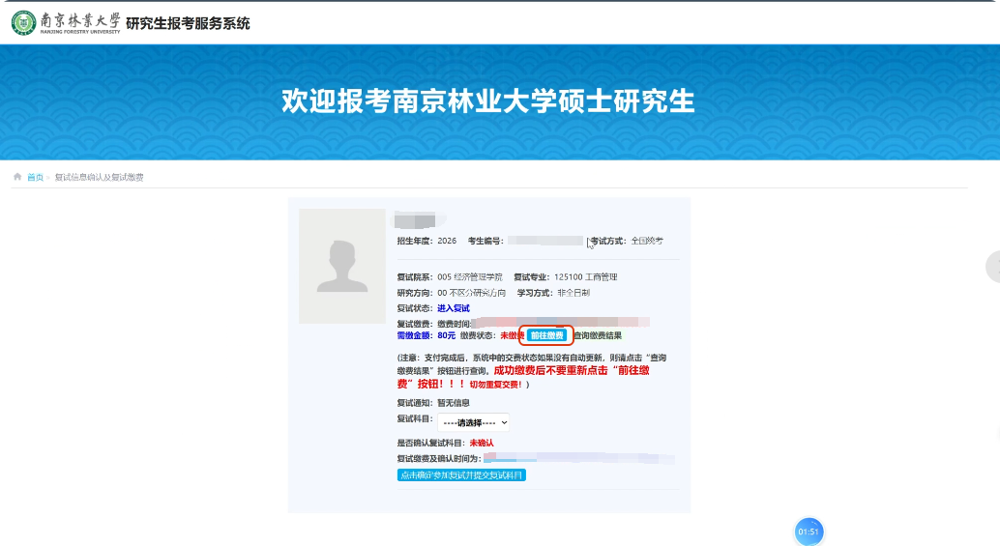 南京林业大学 研究生报考服务系统
NANJING FORESTRY UNIVERSITY
欢迎报考南京林业大学硕士研究生
首页 » 复试信息确认及复试缴费
招生年度: 2026 考生编号: 考试方式: 全国统考
复试院系: 005 经济管理学院 复试专业: 125100 工商管理
研究方向: 00 不区分研究方向 学习方式: 非全日制
复试状态: 进入复试
复试缴费: 缴费时间:
需缴金额: 80元 缴费状态: 未缴费 前往缴费 查询缴费结果
(注意: 支付完成后, 系统中的交费状态如果没有自动更新, 则请点击“查询
缴费结果”按钮进行查询。成功缴费后不要重新点击“前往缴
费”按钮!!!切勿重复交费!)
复试通知: 暂无信息
复试科目: ----请选择----
是否确认复试科目: 未确认
复试缴费及确认时间为:
点击确定参加复试并提交复试科目
01:51